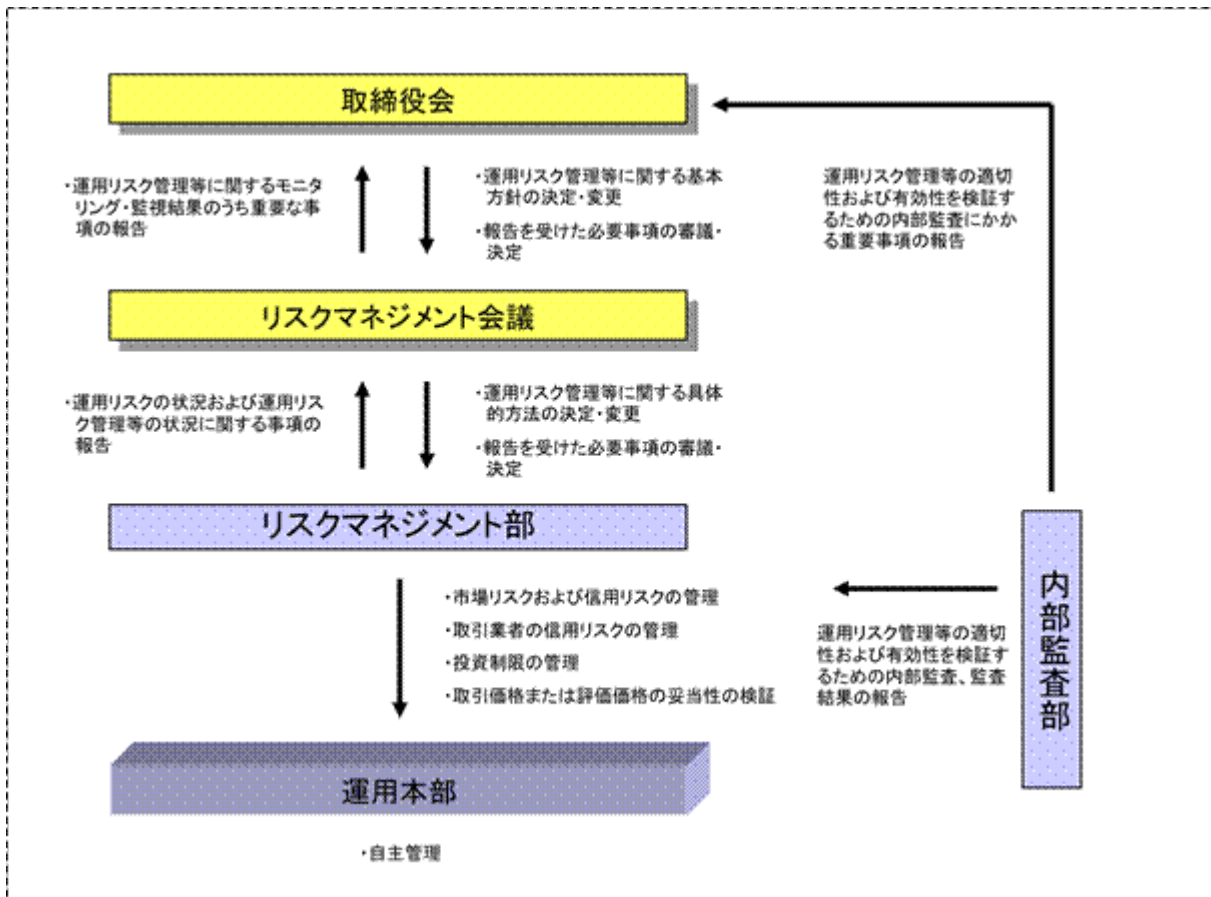 取締役会
・運用リスク管理等に関するモニタ
リング・監視結果のうち重要な事
項の報告
・運用リスク管理等に関する基本
方針の決定・変更
・報告を受けた必要事項の審議・
決定
運用リスク管理等の適切
性および有効性を検証す
るための内部監査にかか
る重要事項の報告
リスクマネジメント会議
・運用リスクの状況および運用リス
ク管理等の状況に関する事項の
報告
・運用リスク管理等に関する具体
的方法の決定・変更
・報告を受けた必要事項の審議・
決定
リスクマネジメント部
・市場リスクおよび信用リスクの管理
・取引業者の信用リスクの管理
・投資制限の管理
・取引価格または評価価格の妥当性の検証
運用リスク管理等の適切
性および有効性を検証す
るための内部監査、監査
結果の報告
内部監査部
運用本部
・自主管理